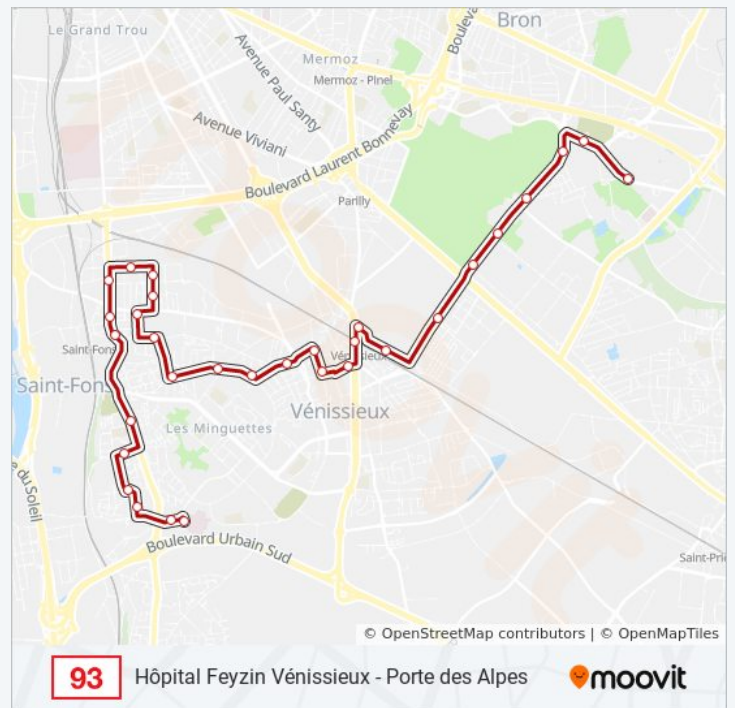 Le Grand Trou
Bron
Bouleva
Mermoz
Mermoz - Pinel
Avenue Paul Santy
Avenue Viviani
Boulevard Laurent Bonnevay
Parilly
Saint-Fons
Vénissieux
Saint-Fons
Vénissieux
Les Minguettes
e du Soleil
Boulevard Urbain Sud
Saint-Prie
© OpenStreetMap contributors | © OpenMapTiles
93 Hôpital Feyzin Vénissieux - Porte des Alpes moovit